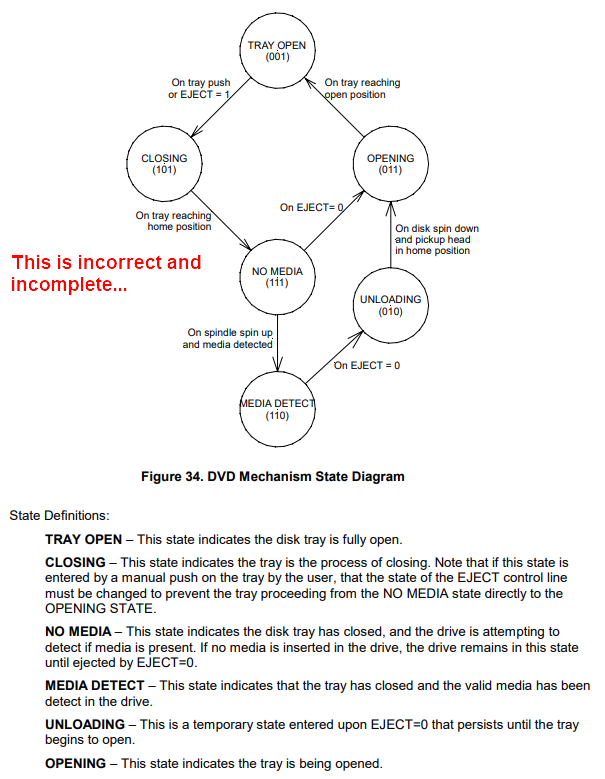 TRAY OPEN
(001)
On tray push
or EJECT = 1
On tray reaching
open position
CLOSING
(101)
OPENING
(011)
On EJECT= 0
On tray reaching
home position
On disk spin down
and pickup head
in home position
This is incorrect and
incomplete...
NO MEDIA
(111)
UNLOADING
(010)
On spindle spin up
and media detected
On EJECT = 0
MEDIA DETECT
(110)
Figure 34. DVD Mechanism State Diagram
State Definitions:
TRAY OPEN – This state indicates the disk tray is fully open.
CLOSING – This state indicates the tray is the process of closing. Note that if this state is
entered by a manual push on the tray by the user, that the state of the EJECT control line
must be changed to prevent the tray proceeding from the NO MEDIA state directly to the
OPENING STATE.
NO MEDIA – This state indicates the disk tray has closed, and the drive is attempting to
detect if media is present. If no media is inserted in the drive, the drive remains in this state
until ejected by EJECT=0.
MEDIA DETECT – This state indicates that the tray has closed and the valid media has been
detect in the drive.
UNLOADING – This is a temporary state entered upon EJECT=0 that persists until the tray
begins to open.
OPENING – This state indicates the tray is being opened.